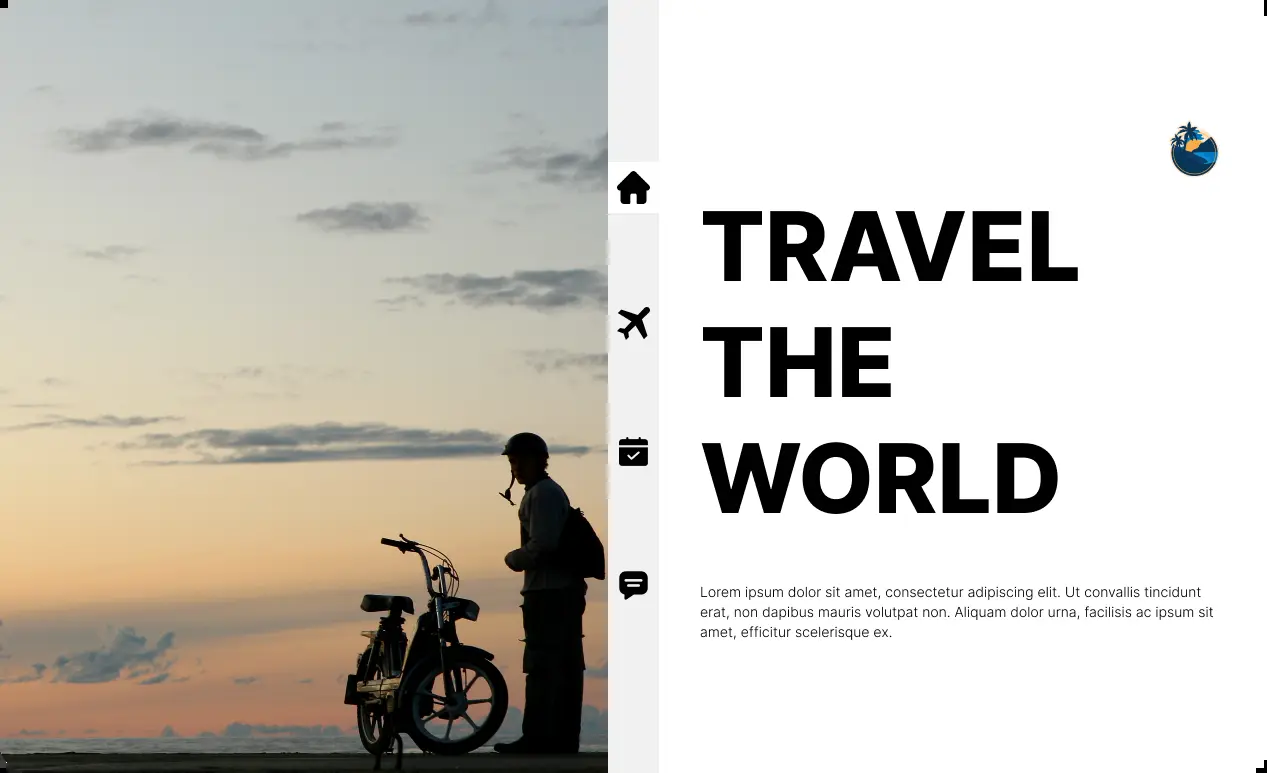 TRAVEL
THE
WORLD
Lorem ipsum dolor sit amet, consectetur adipiscing elit. Ut convallis tincidunt
erat, non dapibus mauris volutpat non. Aliquam dolor urna, facilisis ac ipsum sit
amet, efficitur scelerisque ex.